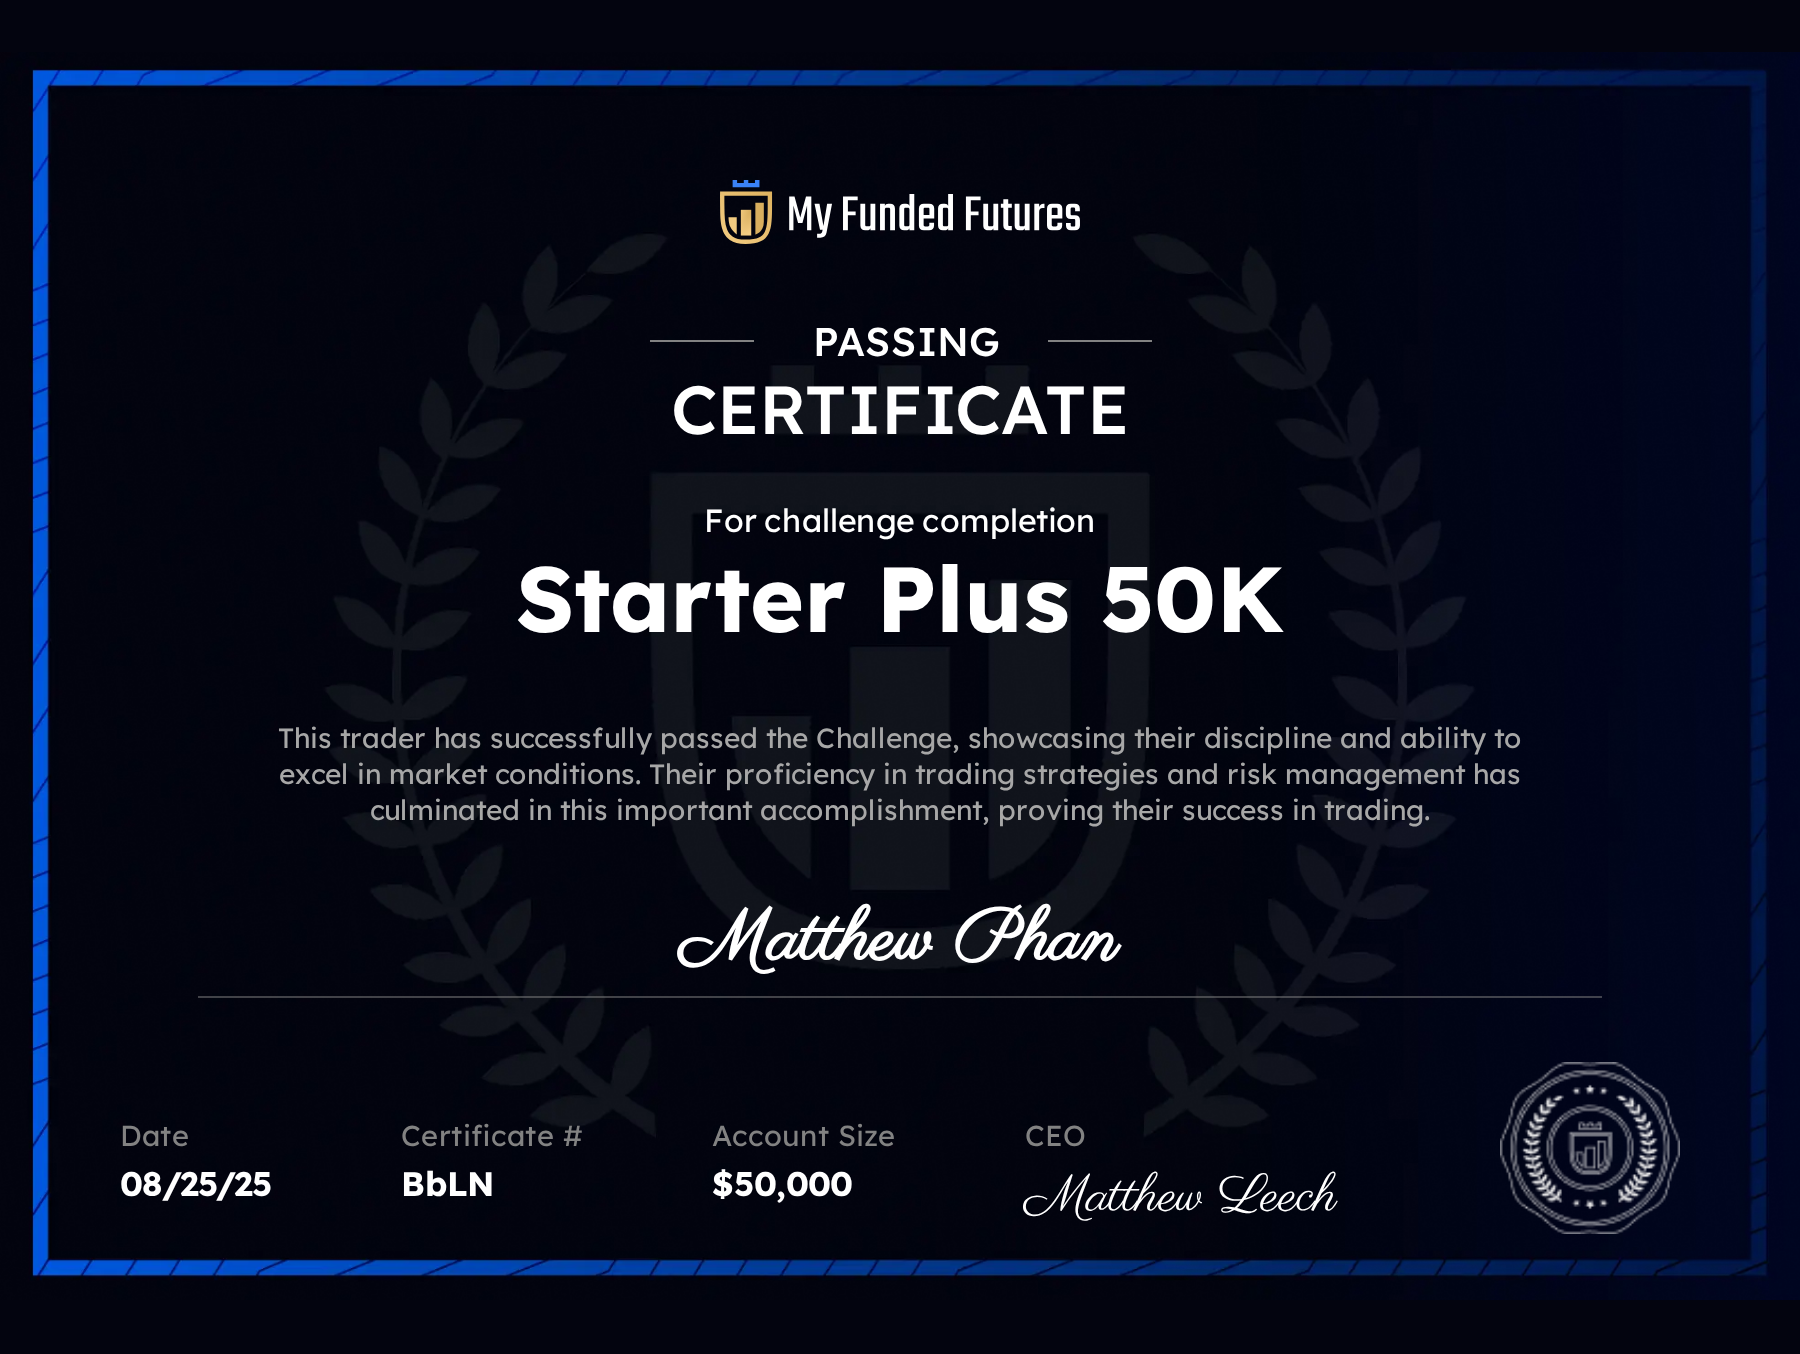 My Funded Futures
PASSING
CERTIFICATE
For challenge completion
Starter Plus 50K
This trader has successfully passed the Challenge, showcasing their discipline and ability to
excel in market conditions. Their proficiency in trading strategies and risk management has
culminated in this important accomplishment, proving their success in trading.
Matthew Phan
Date
08/25/25
Certificate #
BbLN
Account Size
$50,000
CEO
Matthew Leech